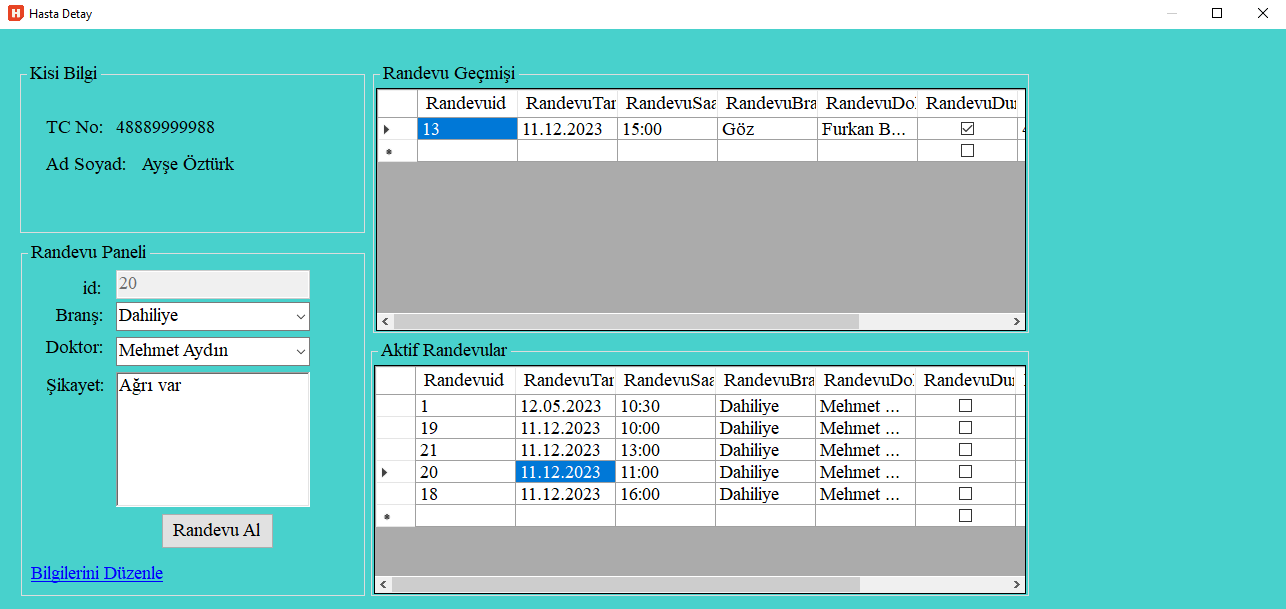 Hasta Detay
Kisi Bilgi
TC No: 48889999988
Ad Soyad: Ayşe Öztürk
Randevu Paneli
id: 20
Branş: Dahiliye
Doktor: Mehmet Aydın
Şikayet: Ağrı var
Randevu Al
Bilgilerini Düzenle
Randevu Geçmişi
Randevuid RandevuTar RandevuSaa RandevuBra RandevuDo RandevuDu
13 11.12.2023 15:00 Göz Furkan B...
Aktif Randevular
Randevuid RandevuTar RandevuSaa RandevuBra RandevuDo RandevuDu
1 12.05.2023 10:30 Dahiliye Mehmet ...
19 11.12.2023 10:00 Dahiliye Mehmet ...
21 11.12.2023 13:00 Dahiliye Mehmet ...
20 11.12.2023 11:00 Dahiliye Mehmet ...
18 11.12.2023 16:00 Dahiliye Mehmet ...